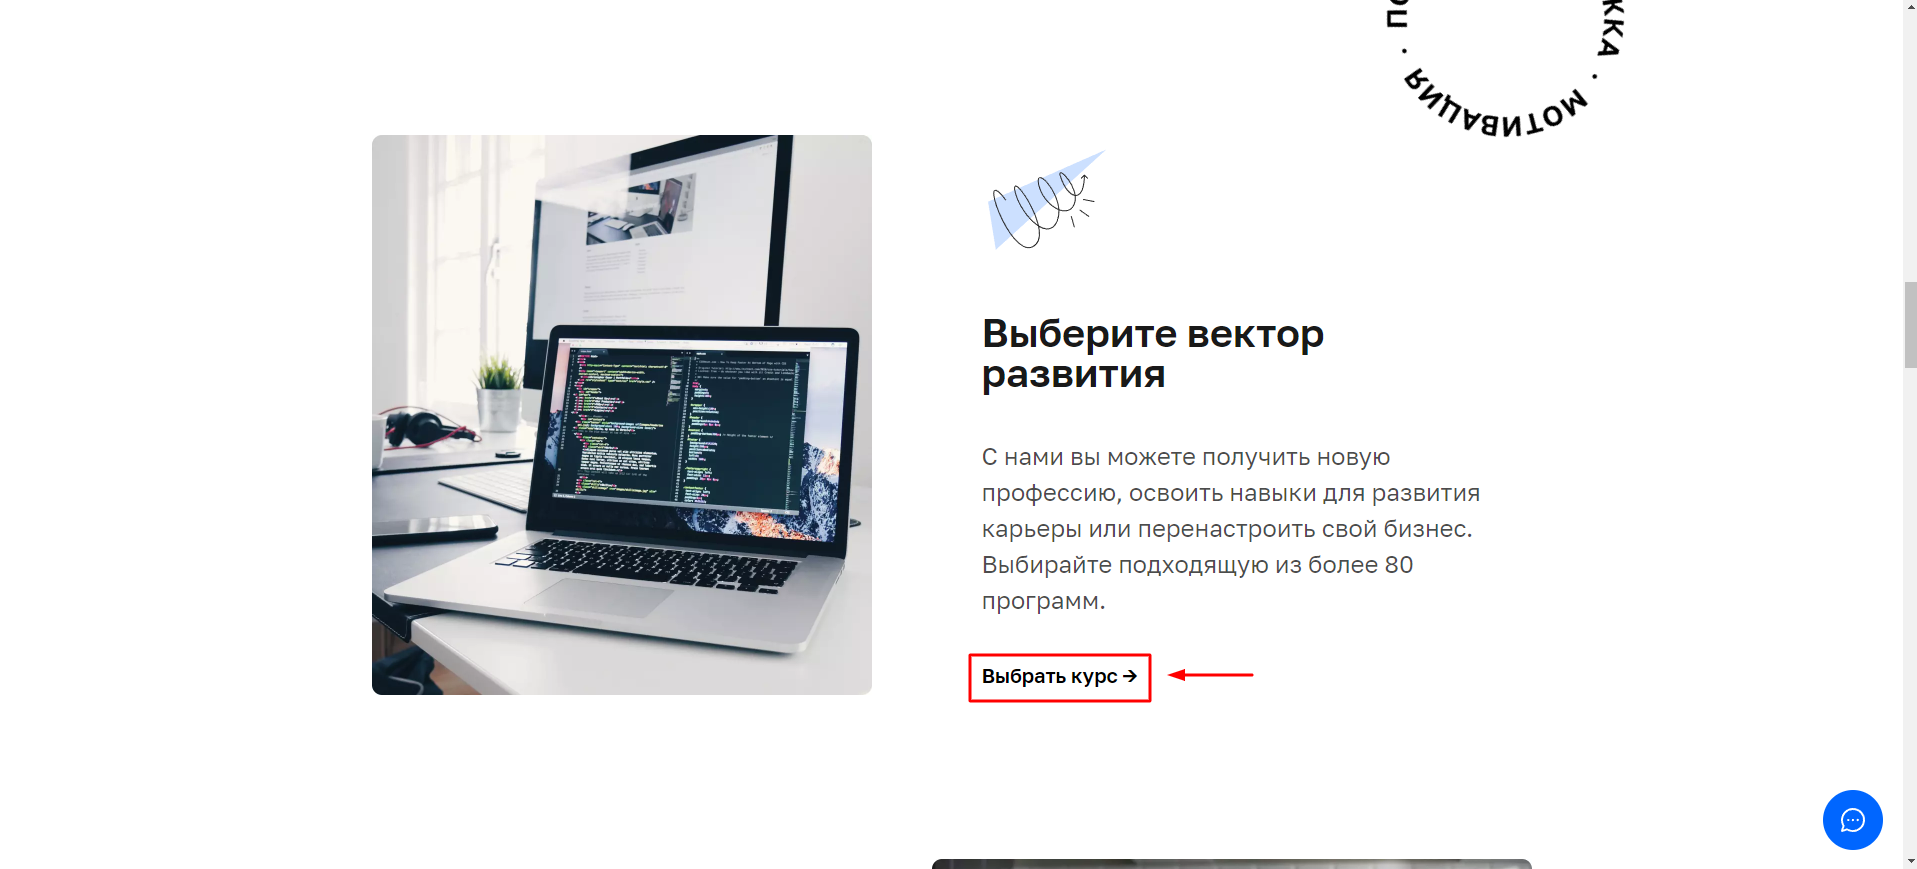 МОТИВАЦИЯ
Выберите вектор
развития
С нами вы можете получить новую
профессию, освоить навыки для развития
карьеры или перенастроить свой бизнес.
Выбирайте подходящую из более 80
программ.
Выбрать курс →